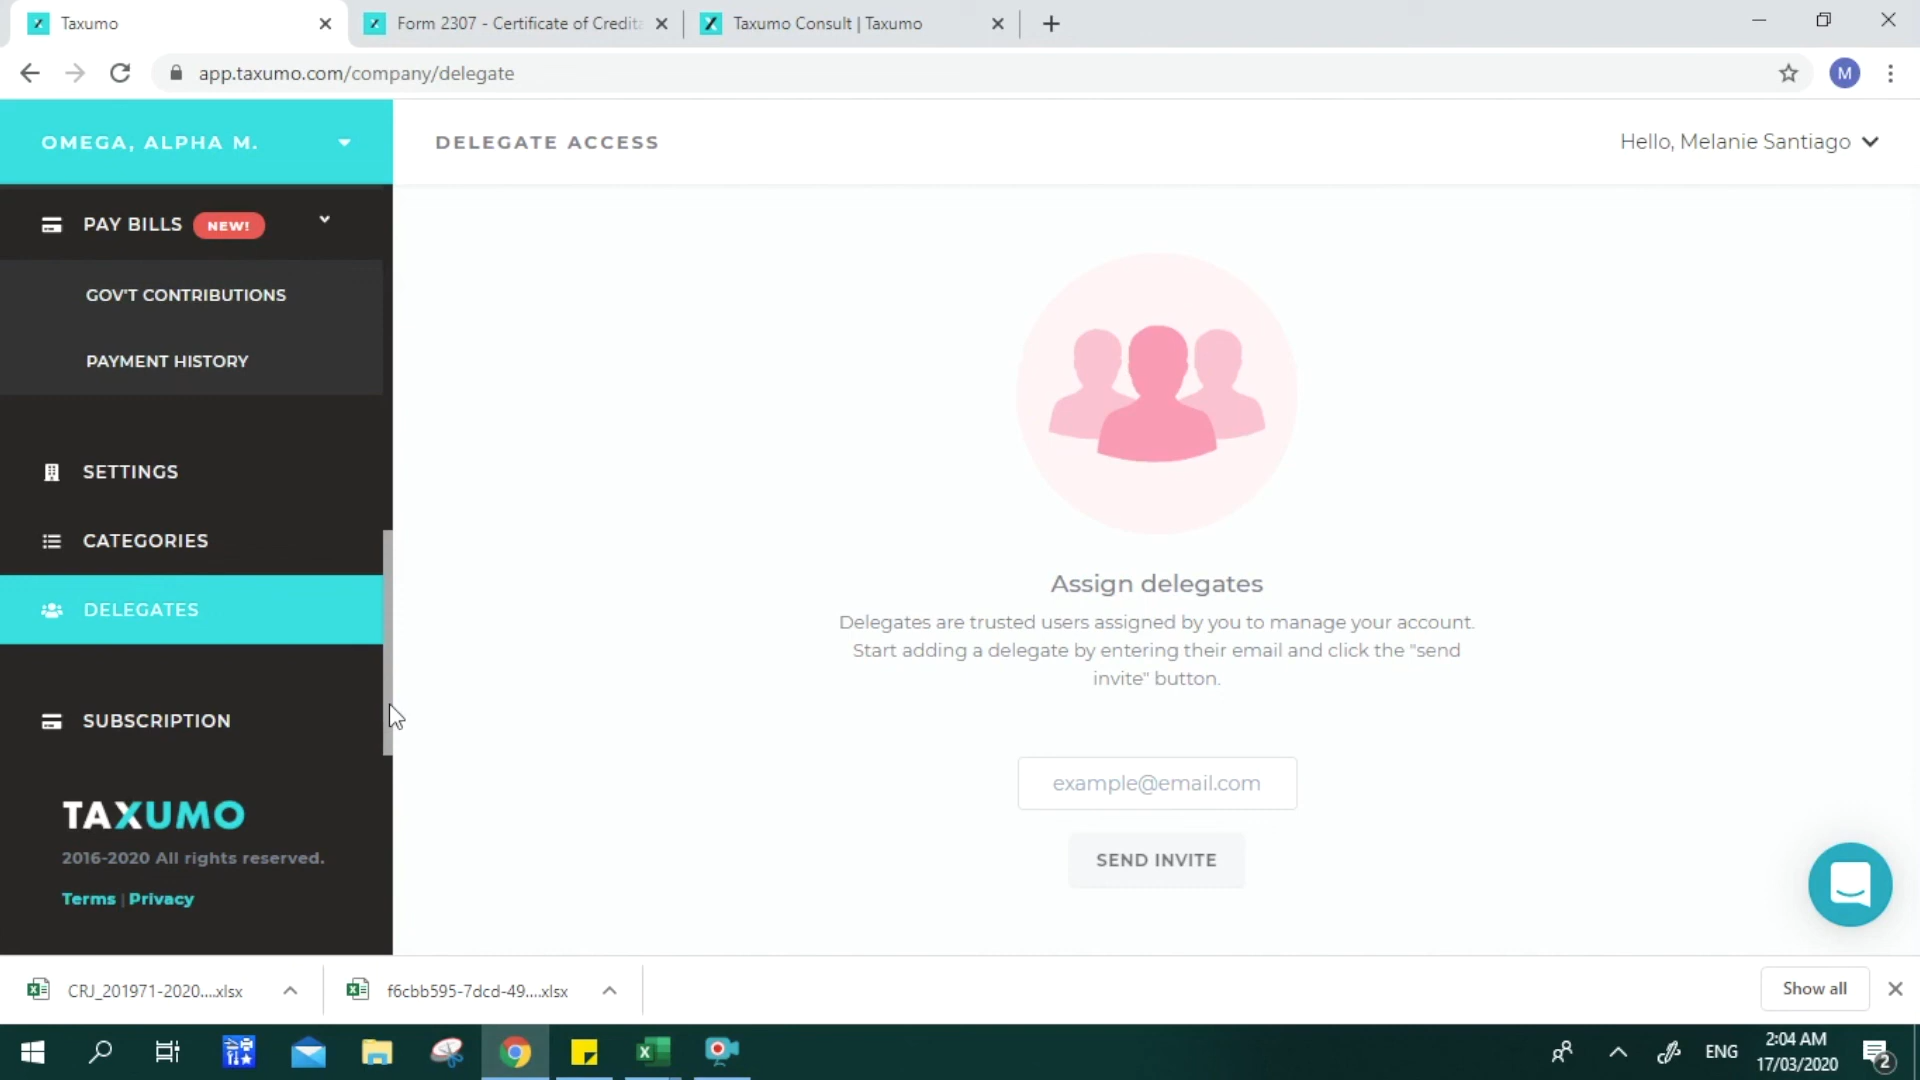 Taxumo
Form 2307 - Certificate of Credita
Taxumo Consult | Taxumo
app.taxumo.com/company/delegate
M
OMEGA, ALPHA M.
DELEGATE ACCESS
Hello, Melanie Santiago
PAY BILLS NEW!
GOV'T CONTRIBUTIONS
PAYMENT HISTORY
SETTINGS
CATEGORIES
DELEGATES
SUBSCRIPTION
Assign delegates
Delegates are trusted users assigned by you to manage your account.
Start adding a delegate by entering their email and click the "send
invite" button.
example@email.com
SEND INVITE
TAXUMO
2016-2020 All rights reserved.
Terms | Privacy
CRJ_201971-2020....xlsx
f6cbb595-7dcd-49....xlsx
Show all
ENG
2:04 AM
17/03/2020
2